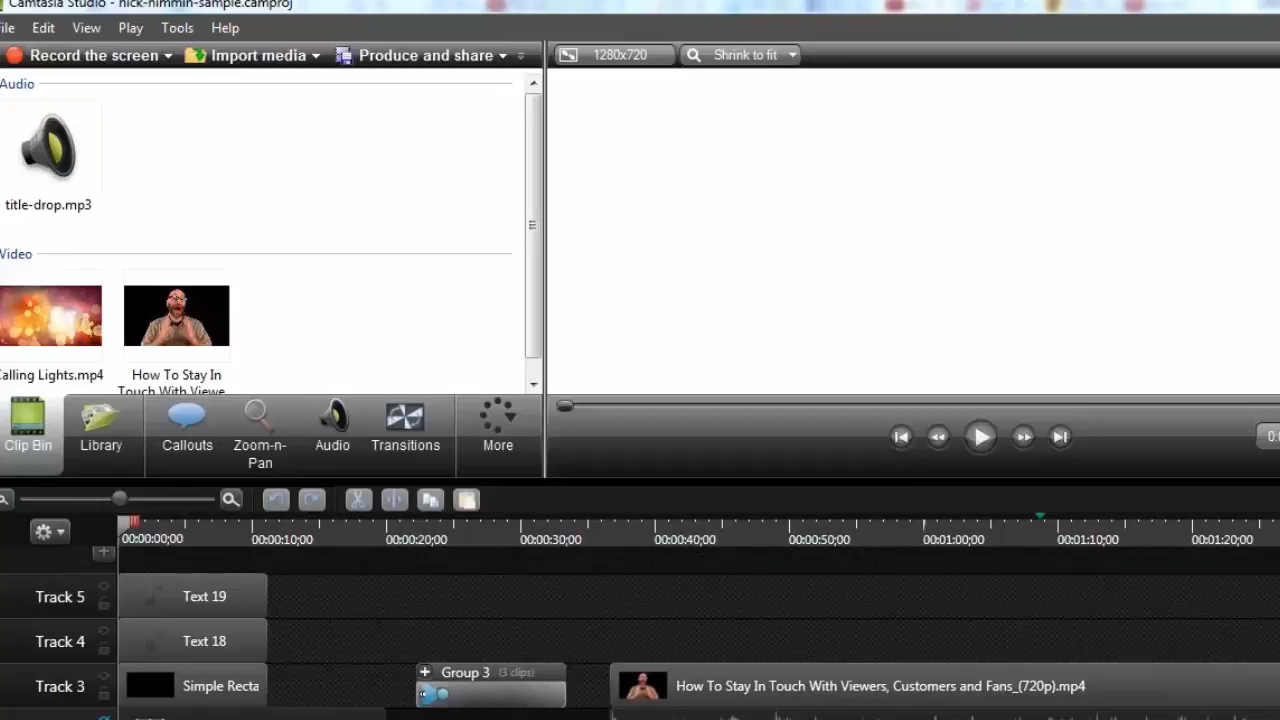 Camtasia Studio - nick-nimmin-sample.camproj
File Edit View Play Tools Help
Record the screen Import media Produce and share 1280x720 Shrink to fit
Audio
title-drop.mp3
Video
Calling Lights.mp4 How To Stay In
Touch With Viewe...
Clip Bin Library Callouts Zoom-n-
Pan Audio Transitions More
0:0
00:00:00;00 00:00:10;00 00:00:20;00 00:00:30;00 00:00:40;00 00:00:50;00 00:01:00;00 00:01:10;00 00:01:20;00
Track 5 Text 19
Track 4 Text 18
Track 3 Simple Recta Group 3 (3 clips) How To Stay In Touch With Viewers, Customers and Fans_(720p).mp4